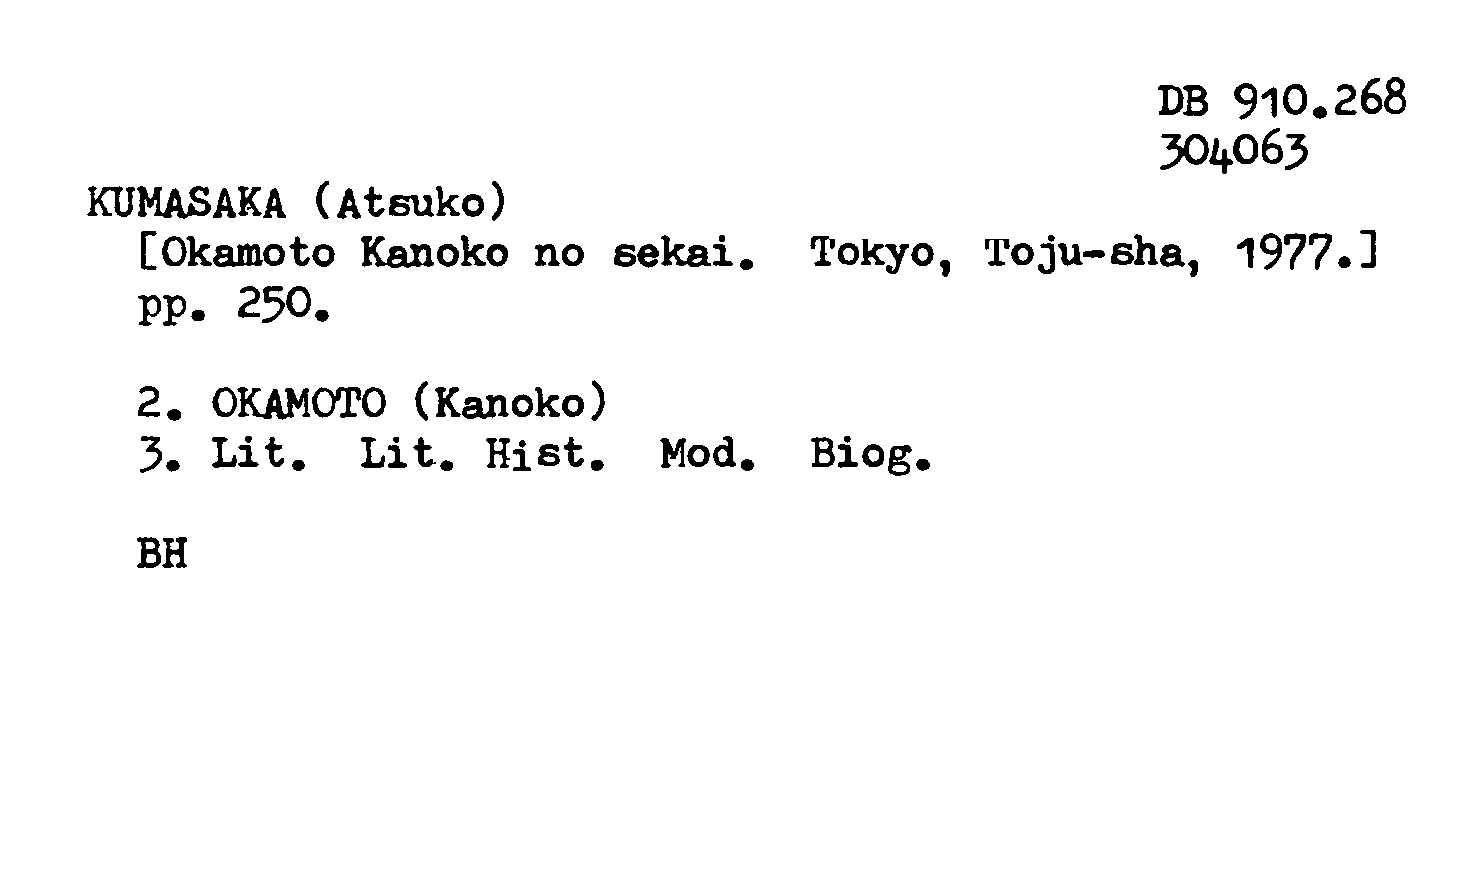 DB 910.268
304063
KUMASAKA (Atsuko)
[Okamoto Kanoko no sekai. Tokyo, Toju-sha, 1977.]
pp. 250.
2. OKAMOTO (Kanoko)
3. Lit. Lit. Hist. Mod. Biog.
BH